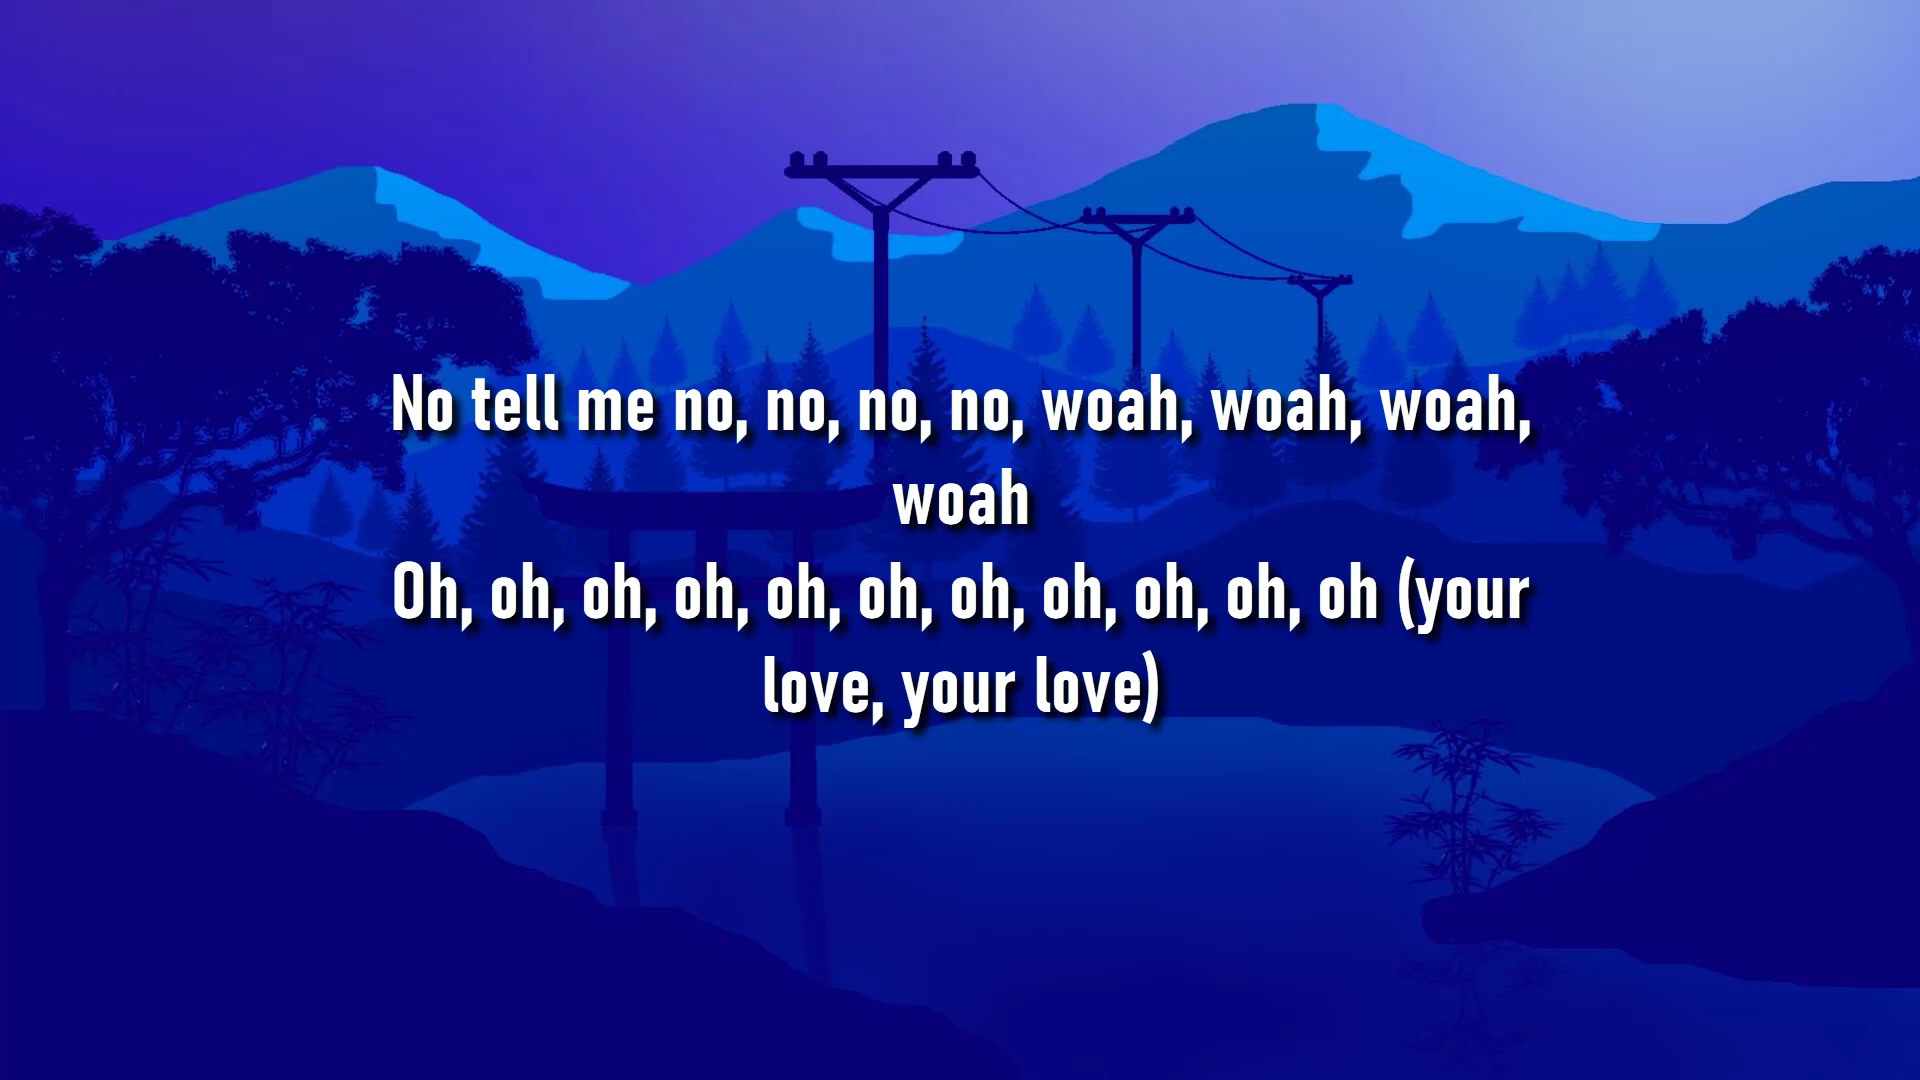 No tell me no, no, no, no, woah, woah, woah,
woah
Oh, oh, oh, oh, oh, oh, oh, oh, oh, oh, oh (your
love, your love)